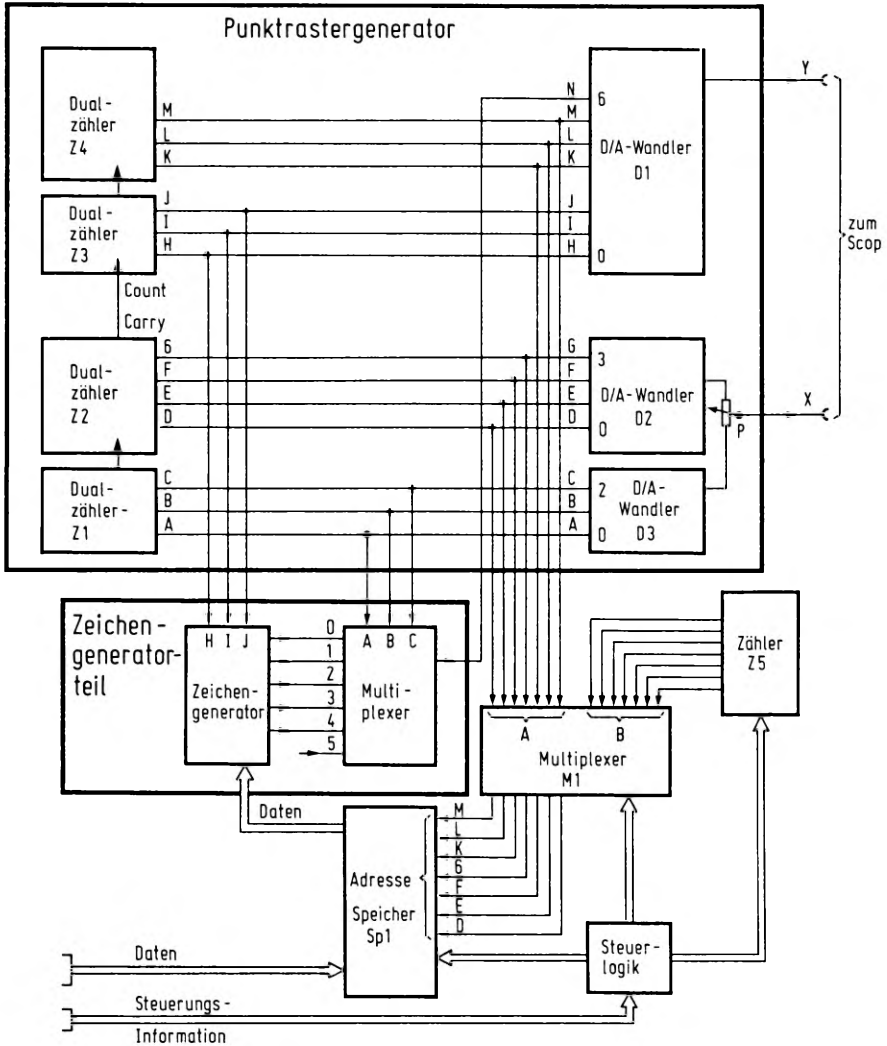 Punktrastergenerator
Dual-
zähler
Z4
M
L
K
N
M
L
K
6
D/A-Wandler
D1
Y
Dual-
zähler
Z3
J
I
H
J
I
H
0
zum
Scop
Count
Carry
Dual-
zähler
Z2
6
F
E
D
G
F
E
D
3
D/A-Wandler
D2
0
X
P
Dual-
zähler-
Z1
C
B
A
C
B
A
2
D/A-
Wandler
D3
0
Zeichen-
generator-
teil
H I J
Zeichen-
generator
0
1
2
3
4
5
A B C
Multi-
plexer
Zähler
Z5
A B
Multiplexer
M1
Daten
M
L
K
6
F
E
D
Adresse
Speicher
Sp1
Steuer-
logik
Daten
Steuerungs-
Information